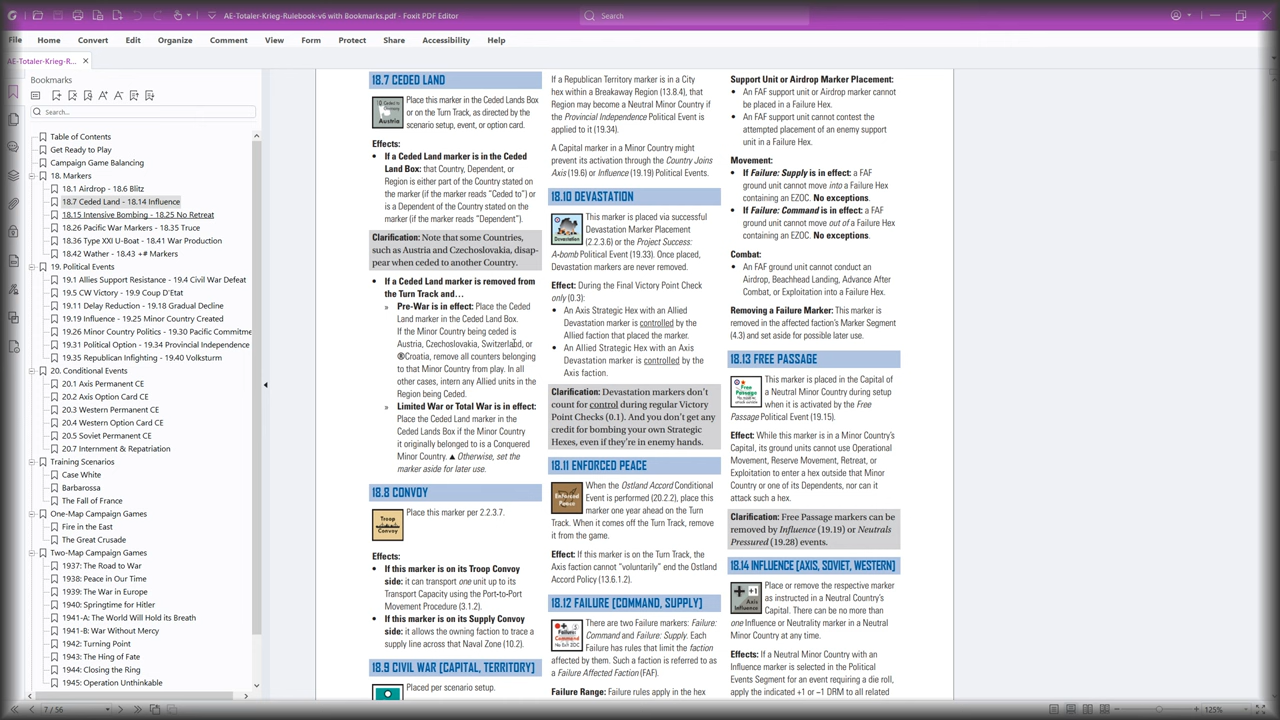 AE-Totaler-Krieg-Rulebook-v6 with Bookmarks.pdf - Foxit PDF Editor
Search
File Home Convert Edit Organize Comment View Form Protect Share Accessibility Help
AE-Totaler-Krieg-R...
Bookmarks
Search...
Table of Contents
Get Ready to Play
Campaign Game Balancing
18. Markers
18.1 Airdrop - 18.6 Blitz
18.7 Ceded Land - 18.14 Influence
18.15 Intensive Bombing - 18.25 No Retreat
18.26 Pacific War Markers - 18.35 Truce
18.36 Type XXI U-Boat - 18.41 War Production
18.42 Wather - 18.43 +# Markers
19. Political Events
19.1 Allies Support Resistance - 19.4 Civil War Defeat
19.5 CW Victory - 19.9 Coup D'Etat
19.11 Delay Reduction - 19.18 Gradual Decline
19.19 Influence - 19.25 Minor Country Created
19.26 Minor Country Politics - 19.30 Pacific Commitme
19.31 Political Option - 19.34 Provincial Independence
19.35 Republican Infighting - 19.40 Volksturm
20. Conditional Events
20.1 Axis Permanent CE
20.2 Axis Option Card CE
20.3 Western Permanent CE
20.4 Western Option Card CE
20.5 Soviet Permanent CE
20.7 Internment & Repatriation
Training Scenarios
Case White
Barbarossa
The Fall of France
One-Map Campaign Games
Fire in the East
The Great Crusade
Two-Map Campaign Games
1937: The Road to War
1938: Peace in Our Time
1939: The War in Europe
1940: Springtime for Hitler
1941-A: The World Will Hold its Breath
1941-B: War Without Mercy
1942: Turning Point
1943: The Hing of Fate
1944: Closing the Ring
1945: Operation Unthinkable
18.7 CEDED LAND
Austria
Place this marker in the Ceded Lands Box
or on the Turn Track, as directed by the
scenario setup, event, or option card.
Effects:
• If a Ceded Land marker is in the Ceded
Land Box: that Country, Dependent, or
Region is either part of the Country stated on
the marker (if the marker reads "Ceded to") or
is a Dependent of the Country stated on the
marker (if the marker reads "Dependent").
Clarification: Note that some Countries,
such as Austria and Czechoslovakia, disap-
pear when ceded to another Country.
• If a Ceded Land marker is removed from
the Turn Track and…
» Pre-War is in effect: Place the Ceded
Land marker in the Ceded Land Box.
If the Minor Country being ceded is
Austria, Czechoslovakia, Switzerland, or
®Croatia, remove all counters belonging
to that Minor Country from play. In all
other cases, intern any Allied units in the
Region being Ceded.
» Limited War or Total War is in effect:
Place the Ceded Land marker in the
Ceded Lands Box if the Minor Country
it originally belonged to is a Conquered
Minor Country. ▲ Otherwise, set the
marker aside for later use.
18.8 CONVOY
Troop
Convoy
Place this marker per 2.2.3.7.
Effects:
• If this marker is on its Troop Convoy
side: it can transport one unit up to its
Transport Capacity using the Port-to-Port
Movement Procedure (3.1.2).
• If this marker is on its Supply Convoy
side: it allows the owning faction to trace a
supply line across that Naval Zone (10.2).
18.9 CIVIL WAR [CAPITAL, TERRITORY]
Placed per scenario setup.
If a Republican Territory marker is in a City
hex within a Breakaway Region (13.8.4), that
Region may become a Neutral Minor Country if
the Provincial Independence Political Event is
applied to it (19.34).
A Capital marker in a Minor Country might
prevent its activation through the Country Joins
Axis (19.6) or Influence (19.19) Political Events.
18.10 DEVASTATION
Devastation
This marker is placed via successful
Devastation Marker Placement
(2.2.3.6) or the Project Success:
A-bomb Political Event (19.33). Once placed,
Devastation markers are never removed.
Effect: During the Final Victory Point Check
only (0.3):
• An Axis Strategic Hex with an Allied
Devastation marker is controlled by the
Allied faction that placed the marker.
• An Allied Strategic Hex with an Axis
Devastation marker is controlled by the
Axis faction.
Clarification: Devastation markers don't
count for control during regular Victory
Point Checks (0.1). And you don't get any
credit for bombing your own Strategic
Hexes, even if they're in enemy hands.
18.11 ENFORCED PEACE
Enforced
Peace
When the Ostland Accord Conditional
Event is performed (20.2.2), place this
marker one year ahead on the Turn
Track. When it comes off the Turn Track, remove
it from the game.
Effect: If this marker is on the Turn Track, the
Axis faction cannot "voluntarily" end the Ostland
Accord Policy (13.6.1.2).
18.12 FAILURE [COMMAND, SUPPLY]
Failure:
Command
No Exit EZOC
There are two Failure markers: Failure:
Command and Failure: Supply. Each
Failure has rules that limit the faction
affected by them. Such a faction is referred to as
a Failure Affected Faction (FAF).
Failure Range: Failure rules apply in the hex
Support Unit or Airdrop Marker Placement:
• An FAF support unit or Airdrop marker cannot
be placed in a Failure Hex.
• An FAF support unit cannot contest the
attempted placement of an enemy support
unit in a Failure Hex.
Movement:
• If Failure: Supply is in effect: a FAF
ground unit cannot move into a Failure Hex
containing an EZOC. No exceptions.
• If Failure: Command is in effect: a FAF
ground unit cannot move out of a Failure Hex
containing an EZOC. No exceptions.
Combat:
• An FAF ground unit cannot conduct an
Airdrop, Beachhead Landing, Advance After
Combat, or Exploitation into a Failure Hex.
Removing a Failure Marker: This marker is
removed in the affected faction's Marker Segment
(4.3) and set aside for possible later use.
18.13 FREE PASSAGE
Free
Passage
This marker is placed in the Capital of
a Neutral Minor Country during setup
when it is activated by the Free
Passage Political Event (19.15).
Effect: While this marker is in a Minor Country's
Capital, its ground units cannot use Operational
Movement, Reserve Movement, Retreat, or
Exploitation to enter a hex outside that Minor
Country or one of its Dependents, nor can it
attack such a hex.
Clarification: Free Passage markers can be
removed by Influence (19.19) or Neutrals
Pressured (19.28) events.
18.14 INFLUENCE [AXIS, SOVIET, WESTERN]
+1
Axis
Influence
Place or remove the respective marker
as instructed in a Neutral Country's
Capital. There can be no more than
one Influence or Neutrality marker in a Neutral
Minor Country at any time.
Effects: If a Neutral Minor Country with an
Influence marker is selected in the Political
Events Segment for an event requiring a die roll,
apply the indicated +1 or −1 DRM to all related
7 / 56
125%